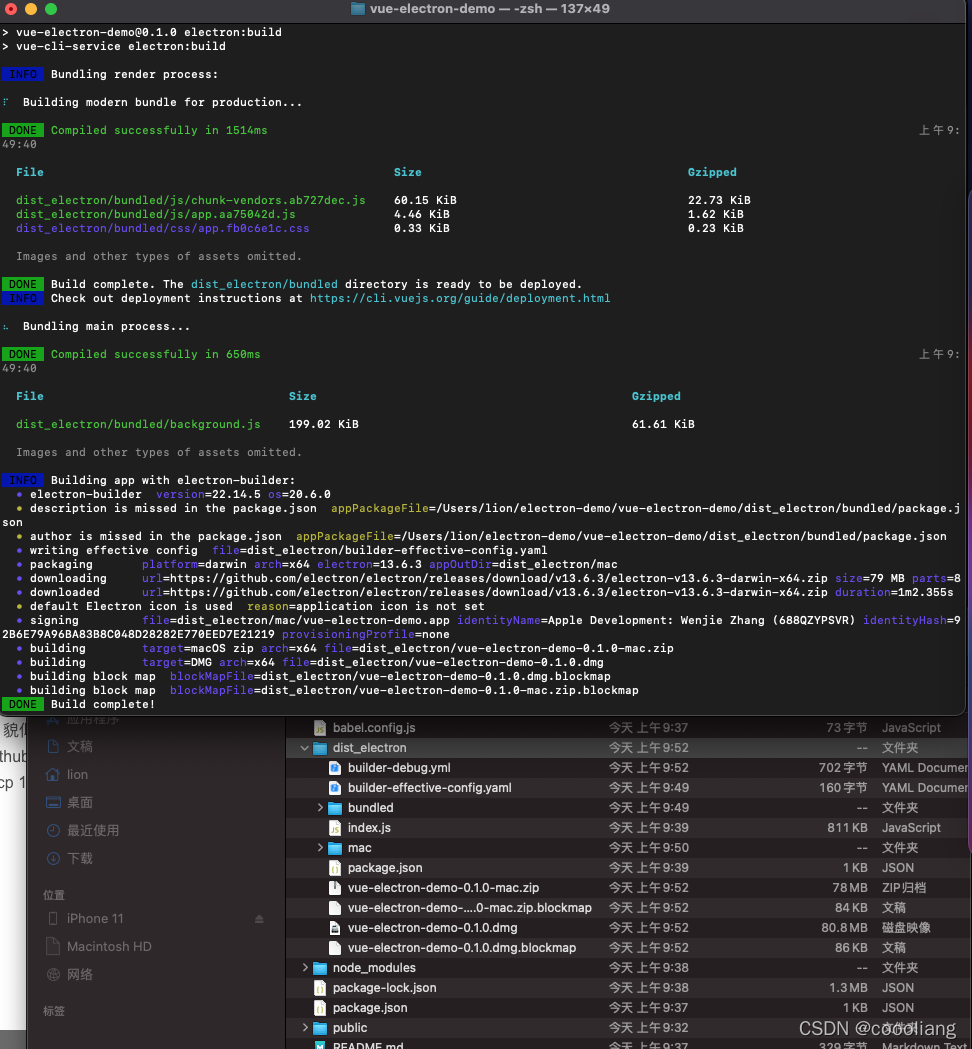 vue-electron-demo — -zsh — 137×49
> vue-electron-demo@0.1.0 electron:build
> vue-cli-service electron:build
INFO Bundling render process:
Building modern bundle for production...
DONE Compiled successfully in 1514ms 上午9:
49:40
File Size Gzipped
dist_electron/bundled/js/chunk-vendors.ab727dec.js 60.15 KiB 22.73 KiB
dist_electron/bundled/js/app.aa75042d.js 4.46 KiB 1.62 KiB
dist_electron/bundled/css/app.fb0c6e1c.css 0.33 KiB 0.23 KiB
Images and other types of assets omitted.
DONE Build complete. The dist_electron/bundled directory is ready to be deployed.
INFO Check out deployment instructions at https://cli.vuejs.org/guide/deployment.html
Bundling main process...
DONE Compiled successfully in 650ms 上午9:
49:40
File Size Gzipped
dist_electron/bundled/background.js 199.02 KiB 61.61 KiB
Images and other types of assets omitted.
INFO Building app with electron-builder:
• electron-builder version=22.14.5 os=20.6.0
• description is missed in the package.json appPackageFile=/Users/lion/electron-demo/vue-electron-demo/dist_electron/bundled/package.j
son
• author is missed in the package.json appPackageFile=/Users/lion/electron-demo/vue-electron-demo/dist_electron/bundled/package.json
• writing effective config file=dist_electron/builder-effective-config.yaml
• packaging platform=darwin arch=x64 electron=13.6.3 appOutDir=dist_electron/mac
• downloading url=https://github.com/electron/electron/releases/download/v13.6.3/electron-v13.6.3-darwin-x64.zip size=79 MB parts=8
• downloaded url=https://github.com/electron/electron/releases/download/v13.6.3/electron-v13.6.3-darwin-x64.zip duration=1m2.355s
• default Electron icon is used reason=application icon is not set
• signing file=dist_electron/mac/vue-electron-demo.app identityName=Apple Development: Wenjie Zhang (688QZYPSVR) identityHash=9
2B6E79A96BA83B8C048D28282E770EED7E21219 provisioningProfile=none
• building target=macOS zip arch=x64 file=dist_electron/vue-electron-demo-0.1.0-mac.zip
• building target=DMG arch=x64 file=dist_electron/vue-electron-demo-0.1.0.dmg
• building block map blockMapFile=dist_electron/vue-electron-demo-0.1.0.dmg.blockmap
• building block map blockMapFile=dist_electron/vue-electron-demo-0.1.0-mac.zip.blockmap
DONE Build complete!
貌似
thub
cp 1
应用程序
文稿
lion
桌面
最近使用
下载
位置
iPhone 11
Macintosh HD
网络
标签
babel.config.js 今天 上午9:37 73 字节 JavaScript
dist_electron 今天 上午9:52 -- 文件夹
builder-debug.yml 今天 上午9:52 702 字节 YAML Documen
builder-effective-config.yaml 今天 上午9:49 160 字节 YAML Documen
bundled 今天 上午9:49 -- 文件夹
index.js 今天 上午9:39 811 KB JavaScript
mac 今天 上午9:50 -- 文件夹
package.json 今天 上午9:39 1 KB JSON
vue-electron-demo-0.1.0-mac.zip 今天 上午9:52 78 MB ZIP归档
vue-electron-demo-....0-mac.zip.blockmap 今天 上午9:52 84 KB 文稿
vue-electron-demo-0.1.0.dmg 今天 上午9:52 80.8 MB 磁盘映像
vue-electron-demo-0.1.0.dmg.blockmap 今天 上午9:52 86 KB 文稿
node_modules 今天 上午9:38 -- 文件夹
package-lock.json 今天 上午9:38 1.3 MB JSON
package.json 今天 上午9:37 1 KB JSON
public 今天 上午9:32 -- 文件夹
README.md 今天 上午9:37 329 字节 Markdown Text
CSDN @coooliang